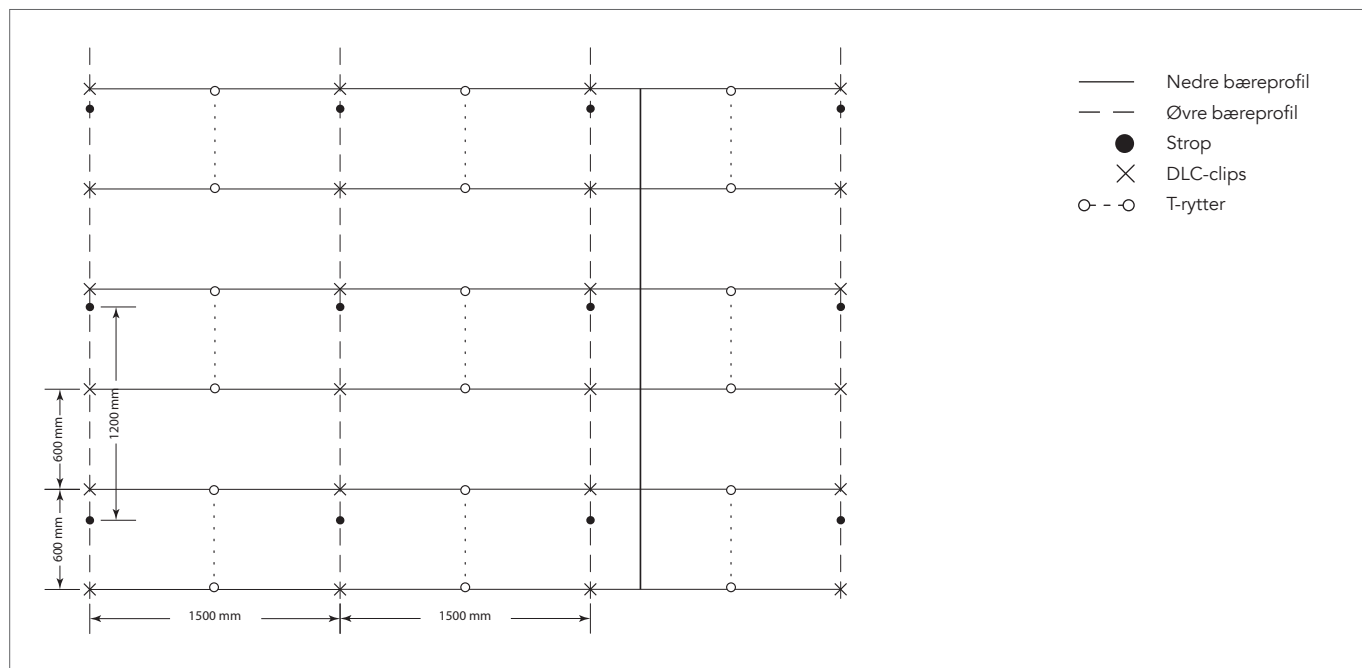 Nedre bæreprofil
Øvre bæreprofil
Strop
DLC-clips
T-rytter
1200 mm
600 mm
600 mm
1500 mm
1500 mm